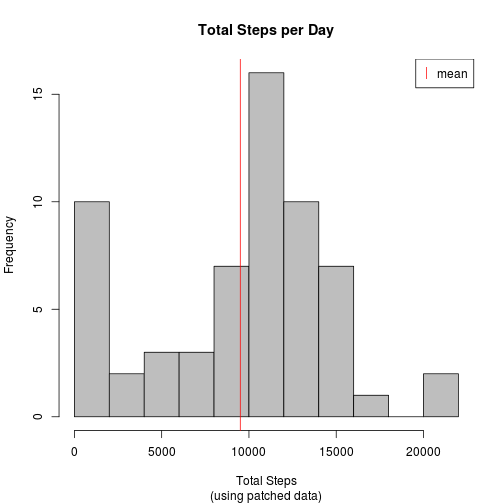 Total Steps per Day
mean
Frequency
15
10
5
0
0 5000 10000 15000 20000
Total Steps
(using patched data)